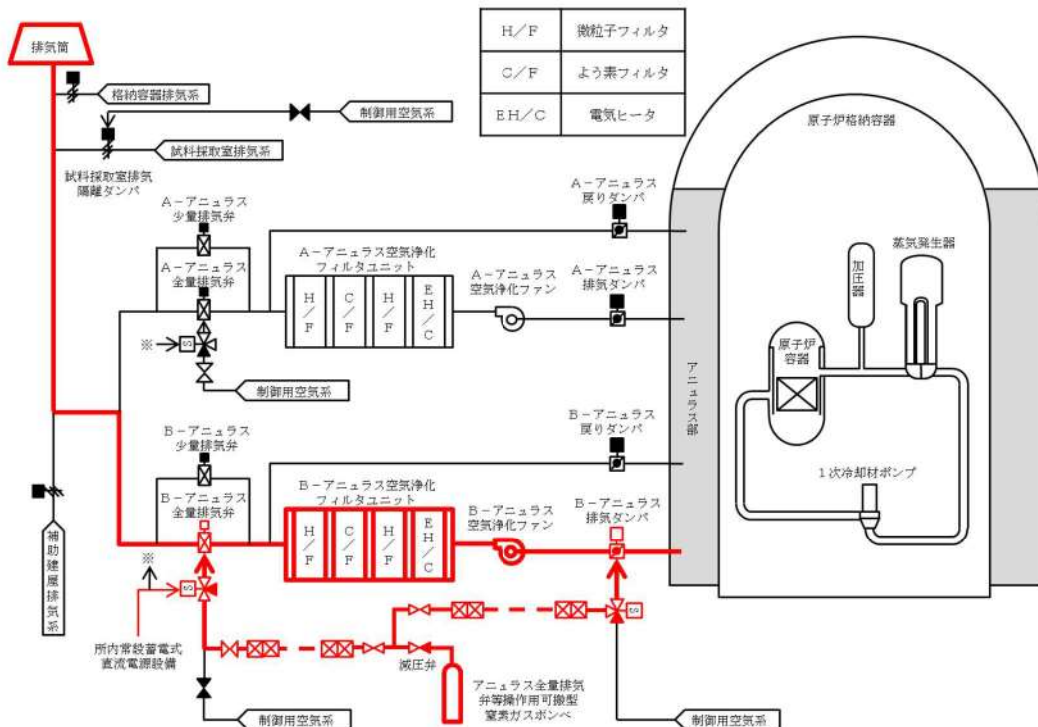 排気筒
H/F 微粒子フィルタ
C/F よう素フィルタ
EH/C 電気ヒータ
格納容器排気系
制御用空気系
試料採取室排気系
試料採取室排気
隔離ダンパ
原子炉格納容器
A－アニュラス
少量排気弁
A－アニュラス
戻りダンパ
A－アニュラス空気浄化
フィルタユニット
A－アニュラス
全量排気弁
H/F
C/F
H/F
EH/C
A－アニュラス
空気浄化ファン
A－アニュラス
排気ダンパ
蒸気発生器
加圧器
原子炉
容器
※
S
制御用空気系
アニュラス部
B－アニュラス
少量排気弁
B－アニュラス
戻りダンパ
1次冷却材ポンプ
B－アニュラス空気浄化
フィルタユニット
B－アニュラス
全量排気弁
H/F
C/F
H/F
EH/C
B－アニュラス
空気浄化ファン
B－アニュラス
排気ダンパ
補助建屋排気系
※
S
S
所内常設蓄電式
直流電源設備
減圧弁
アニュラス全量排気
弁等操作用可搬型
窒素ガスボンベ
制御用空気系
制御用空気系